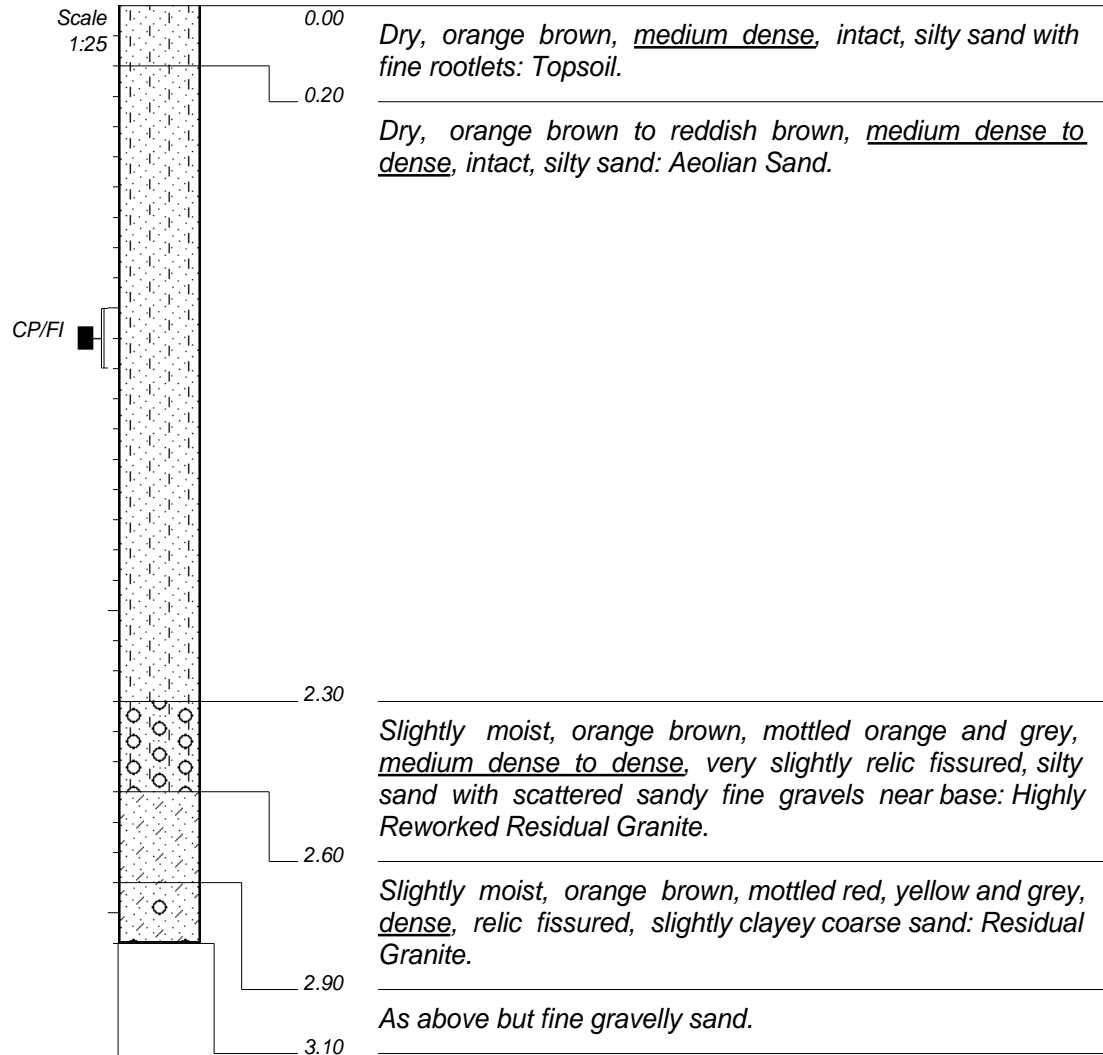 Scale
1:25
0.00
Dry, orange brown, medium dense, intact, silty sand with
fine rootlets: Topsoil.
0.20
Dry, orange brown to reddish brown, medium dense to
dense, intact, silty sand: Aeolian Sand.
CP/FI
2.30
Slightly moist, orange brown, mottled orange and grey,
medium dense to dense, very slightly relic fissured, silty
sand with scattered sandy fine gravels near base: Highly
Reworked Residual Granite.
2.60
Slightly moist, orange brown, mottled red, yellow and grey,
dense, relic fissured, slightly clayey coarse sand: Residual
Granite.
2.90
As above but fine gravelly sand.
3.10